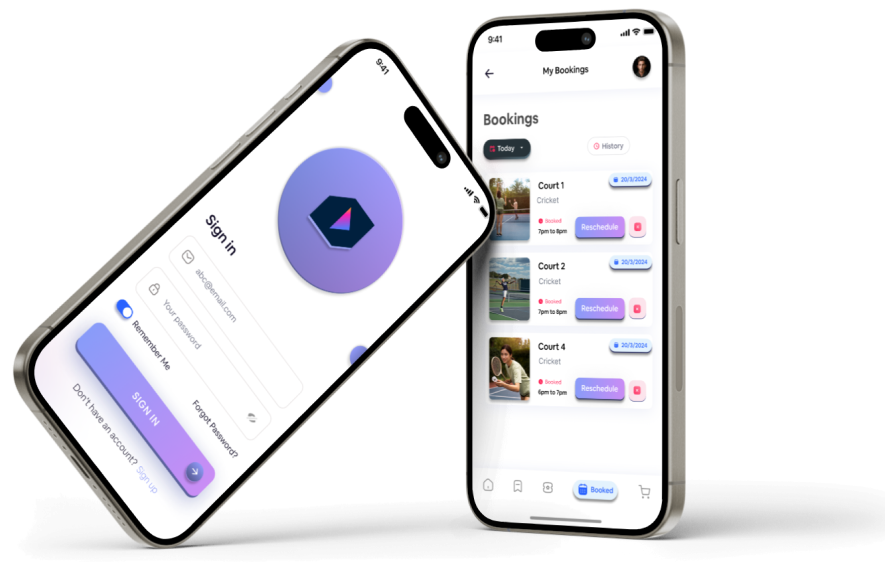 9:41
Sign in
abc@email.com
Your password
Remember Me
Forgot Password?
SIGN IN
Don't have an account? Sign up
9:41
My Bookings
Bookings
Today
History
Court 1
20/3/2024
Cricket
Booked
7pm to 8pm
Reschedule
Court 2
20/3/2024
Cricket
Booked
7pm to 8pm
Reschedule
Court 4
20/3/2024
Cricket
Booked
6pm to 7pm
Reschedule
Booked